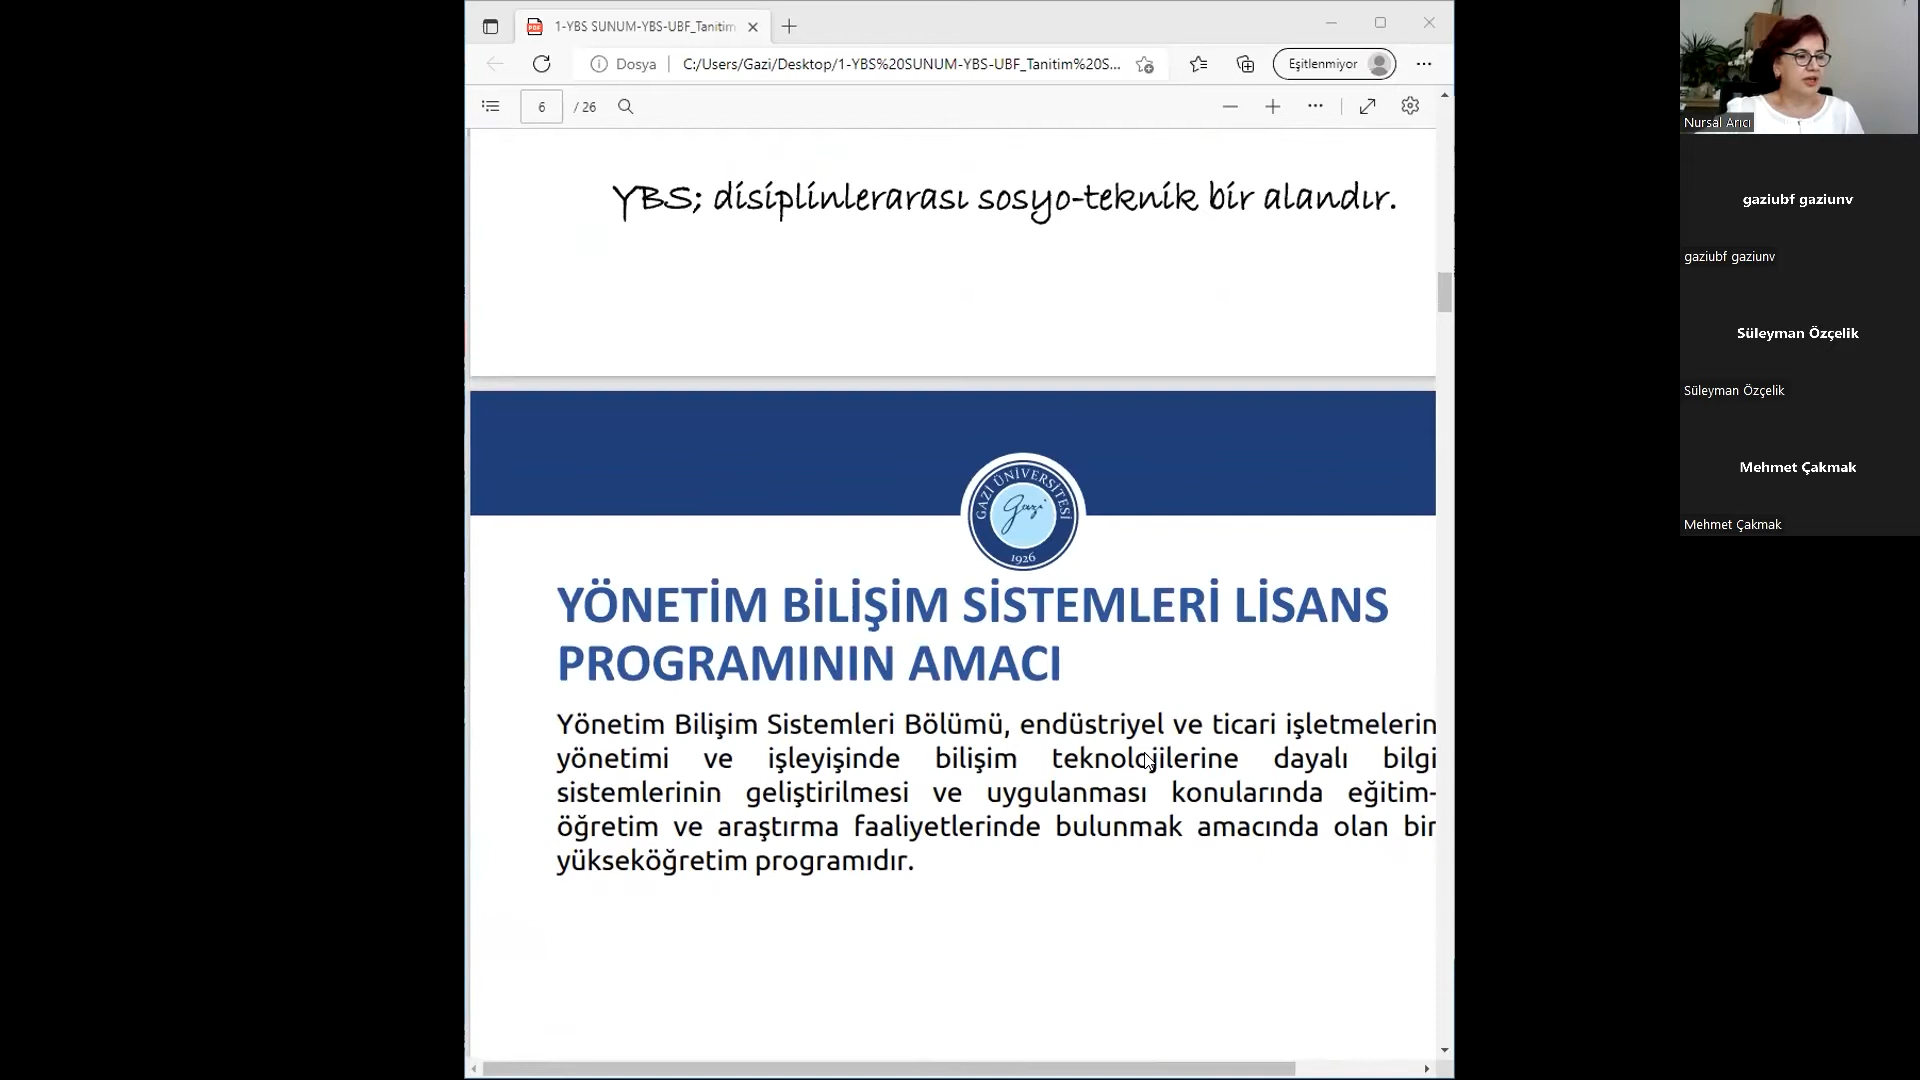 1-YBS SUNUM-YBS-UBF_Tanitim
Dosya
C:/Users/Gazi/Desktop/1-YBS%20SUNUM-YBS-UBF_Tanitim%20S...
Eşitlenmiyor
6 / 26
YBS; disiplinlerarası sosyo-teknik bir alandır.
GAZİ ÜNİVERSİTESİ
Gazi
1926
YÖNETİM BİLİŞİM SİSTEMLERİ LİSANS
PROGRAMININ AMACI
Yönetim Bilişim Sistemleri Bölümü, endüstriyel ve ticari işletmelerin
yönetimi ve işleyişinde bilişim teknolojilerine dayalı bilgi
sistemlerinin geliştirilmesi ve uygulanması konularında eğitim-
öğretim ve araştırma faaliyetlerinde bulunmak amacında olan bir
yükseköğretim programıdır.
Nursal Arıcı
gaziubf gaziunv
gaziubf gaziunv
Süleyman Özçelik
Süleyman Özçelik
Mehmet Çakmak
Mehmet Çakmak